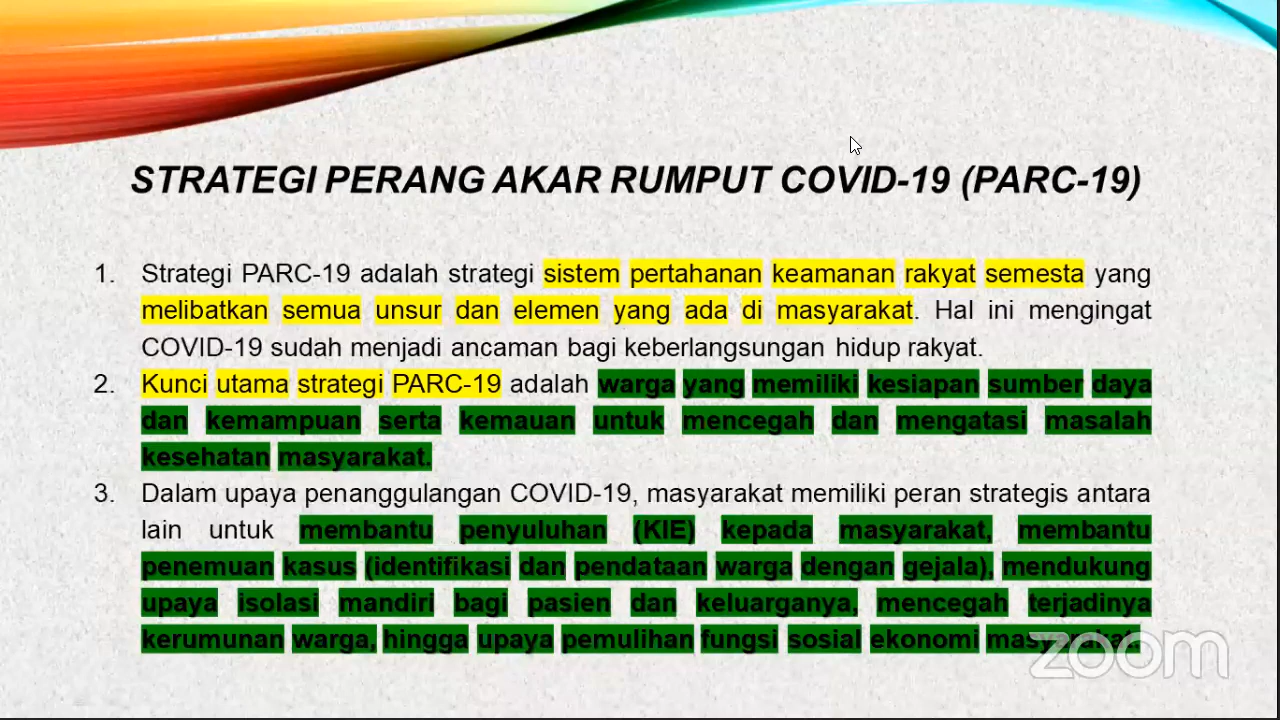 STRATEGI PERANG AKAR RUMPUT COVID-19 (PARC-19)
1. Strategi PARC-19 adalah strategi sistem pertahanan keamanan rakyat semesta yang
melibatkan semua unsur dan elemen yang ada di masyarakat. Hal ini mengingat
COVID-19 sudah menjadi ancaman bagi keberlangsungan hidup rakyat.
2. Kunci utama strategi PARC-19 adalah warga yang memiliki kesiapan sumber daya
dan kemampuan serta kemauan untuk mencegah dan mengatasi masalah
kesehatan masyarakat.
3. Dalam upaya penanggulangan COVID-19, masyarakat memiliki peran strategis antara
lain untuk membantu penyuluhan (KIE) kepada masyarakat, membantu
penemuan kasus (identifikasi dan pendataan warga dengan gejala), mendukung
upaya isolasi mandiri bagi pasien dan keluarganya, mencegah terjadinya
kerumunan warga, hingga upaya pemulihan fungsi sosial ekonomi masyarakat.
zoom